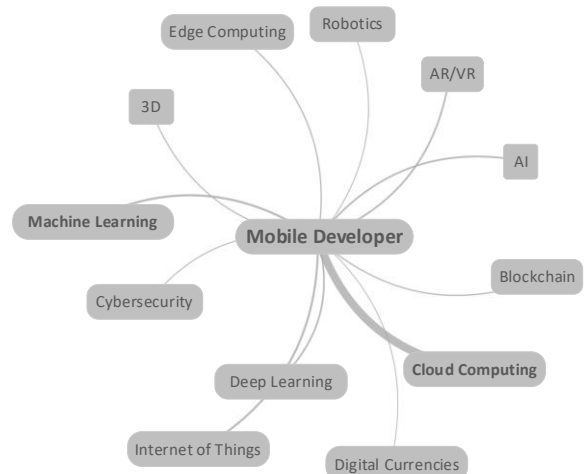 Robotics
Edge Computing
AR/VR
3D
AI
Machine Learning
Mobile Developer
Blockchain
Cybersecurity
Cloud Computing
Deep Learning
Internet of Things
Digital Currencies